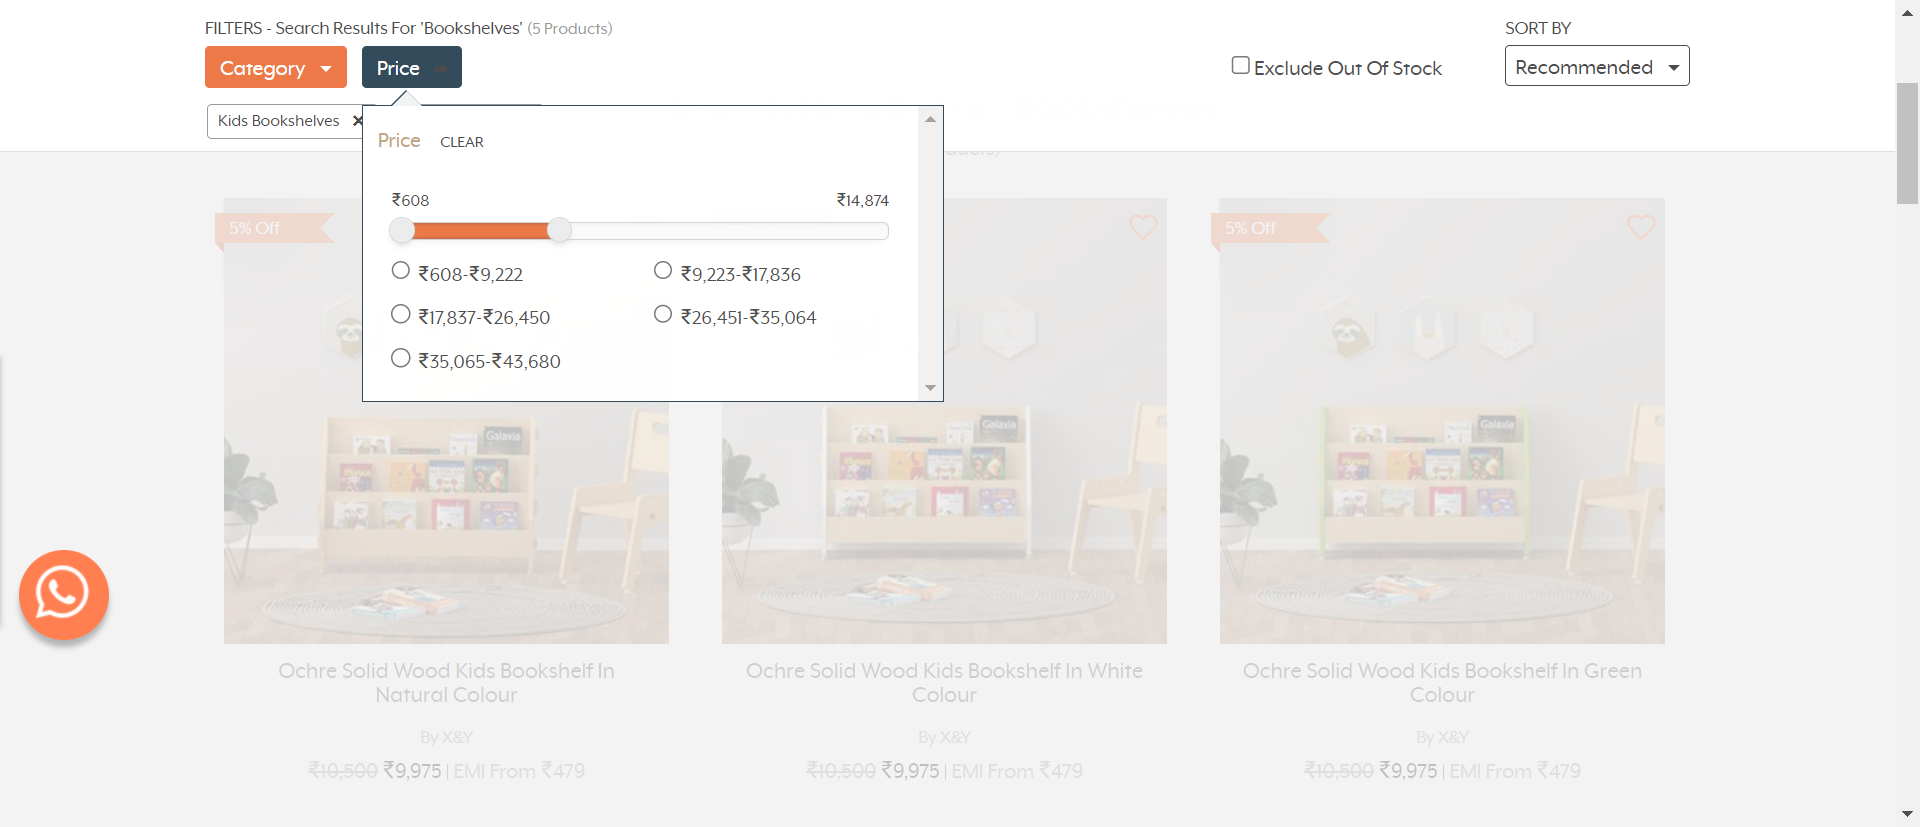 FILTERS - Search Results For 'Bookshelves' (5 Products)
SORT BY
Category
Price
Exclude Out Of Stock
Recommended
Kids Bookshelves ×
Price CLEAR
₹608 ₹14,874
₹608-₹9,222 ₹9,223-₹17,836
₹17,837-₹26,450 ₹26,451-₹35,064
₹35,065-₹43,680
5% Off
5% Off
Galaxia
Galaxia
Galaxia
Ochre Solid Wood Kids Bookshelf In
Natural Colour
By X&Y
₹10,500 ₹9,975 | EMI From ₹479
Ochre Solid Wood Kids Bookshelf In White
Colour
By X&Y
₹10,500 ₹9,975 | EMI From ₹479
Ochre Solid Wood Kids Bookshelf In Green
Colour
By X&Y
₹10,500 ₹9,975 | EMI From ₹479